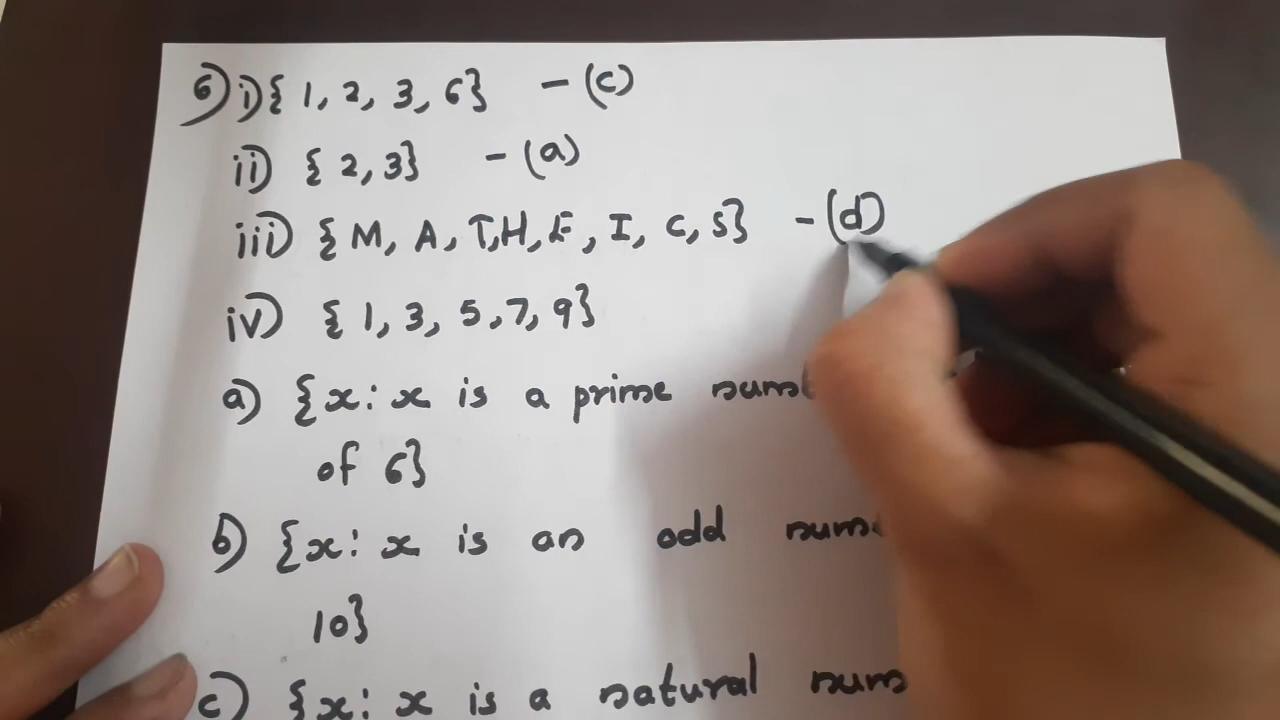 6) i) { 1, 2, 3, 6} - (c)
ii) { 2, 3} - (a)
iii) { M, A, T, H, E, I, C, S} - (d)
iv) { 1, 3, 5, 7, 9}
a) {x: x is a prime
of 6}
b) {x: x is an odd
10}
c) {x: x is a natural